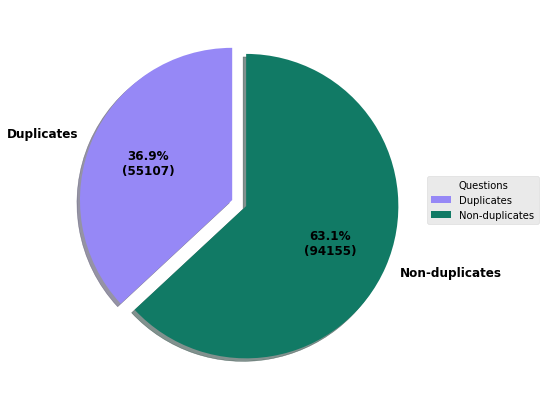 Duplicates
36.9%
(55107)
63.1%
(94155)
Non-duplicates
Questions
Duplicates
Non-duplicates